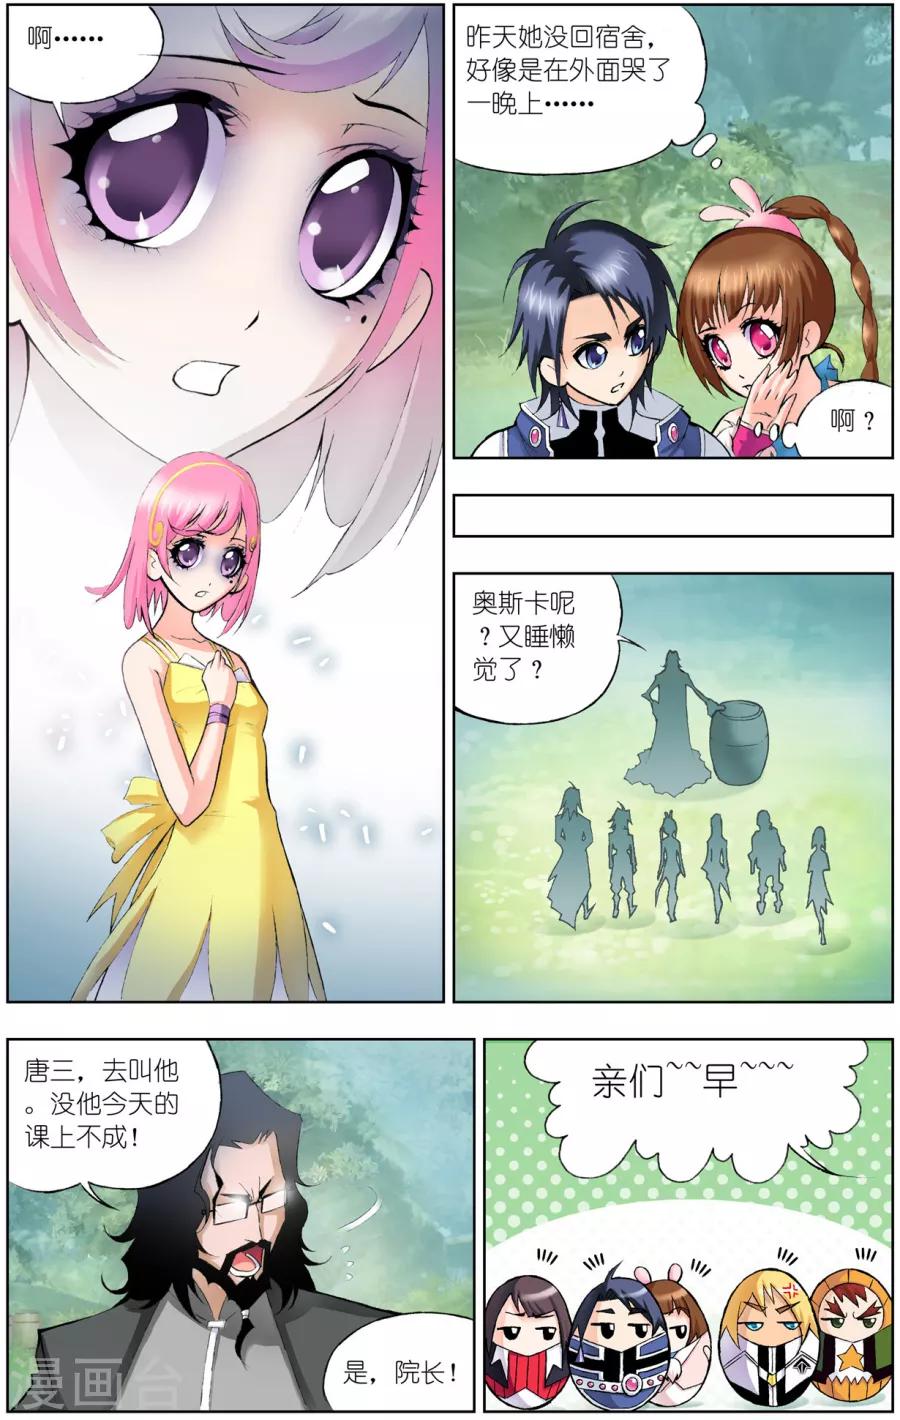 啊……
昨天她没回宿舍，
好像是在外面哭了
一晚上……
啊？
奥斯卡呢
？又睡懒
觉了？
唐三，去叫他
。没他今天的
课上不成！
是，院长！
亲们~~早~~~
漫画台